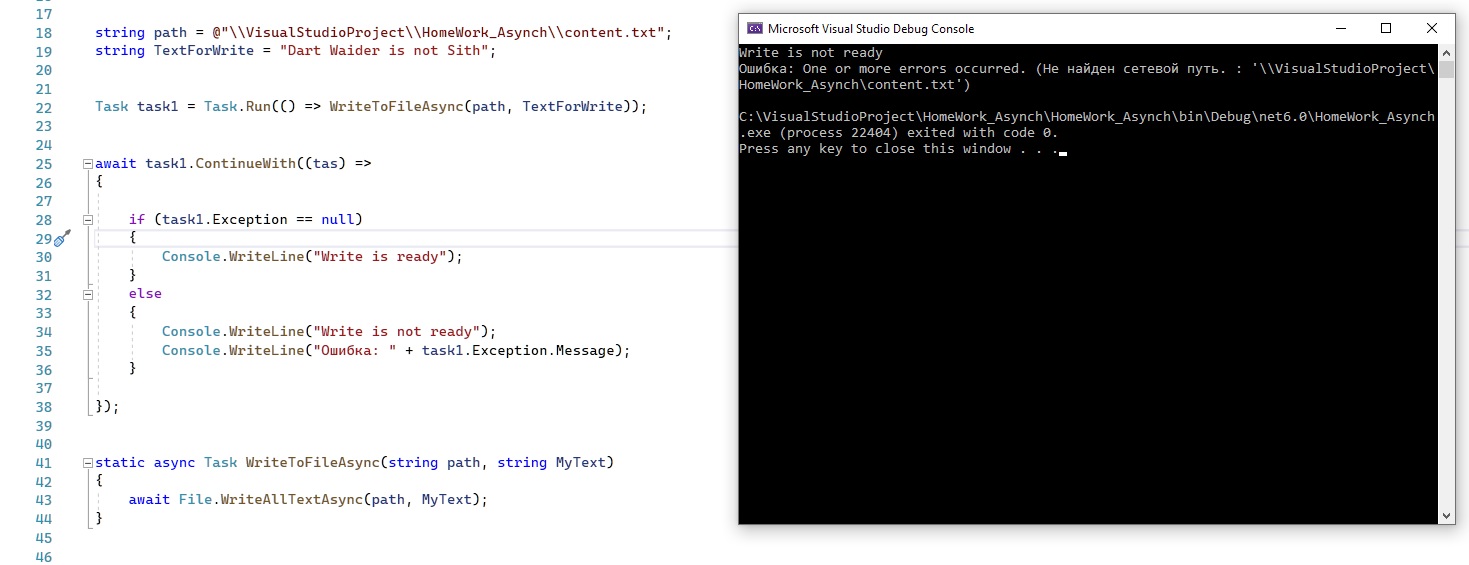 17
18 string path = @"\\VisualStudioProject\\HomeWork_Asynch\\content.txt";
19 string TextForWrite = "Dart Waider is not Sith";
20
21
22 Task task1 = Task.Run(() => WriteToFileAsync(path, TextForWrite));
23
24
25 await task1.ContinueWith((tas) =>
26 {
27
28 if (task1.Exception == null)
29 {
30 Console.WriteLine("Write is ready");
31 }
32 else
33 {
34 Console.WriteLine("Write is not ready");
35 Console.WriteLine("Ошибка: " + task1.Exception.Message);
36 }
37
38 });
39
40
41 static async Task WriteToFileAsync(string path, string MyText)
42 {
43 await File.WriteAllTextAsync(path, MyText);
44 }
45
46
Microsoft Visual Studio Debug Console
Write is not ready
Ошибка: One or more errors occurred. (Не найден сетевой путь. : '\\VisualStudioProject\
HomeWork_Asynch\content.txt')
C:\VisualStudioProject\HomeWork_Asynch\HomeWork_Asynch\bin\Debug\net6.0\HomeWork_Asynch
.exe (process 22404) exited with code 0.
Press any key to close this window . . .